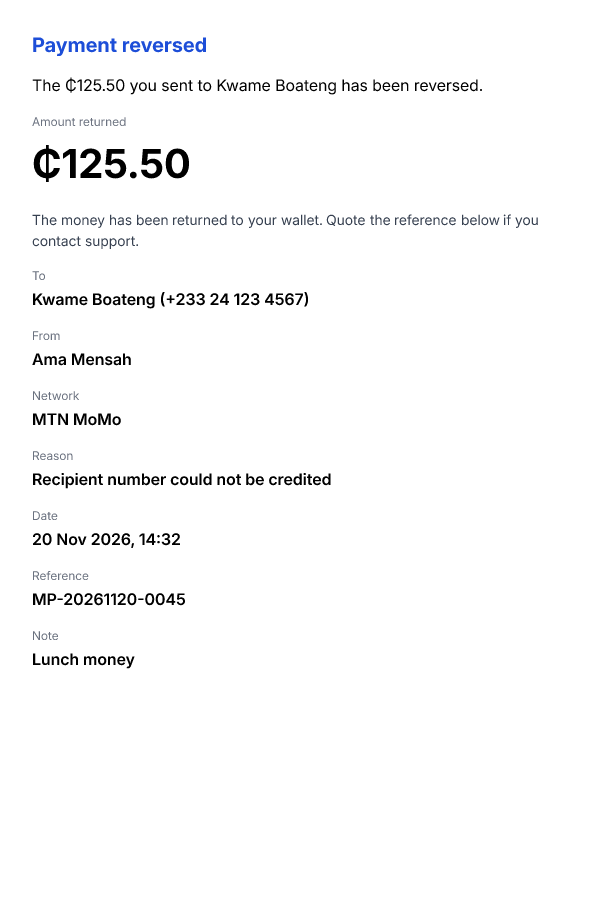 Payment reversed
The ₵125.50 you sent to Kwame Boateng has been reversed.
Amount returned
₵125.50
The money has been returned to your wallet. Quote the reference below if you
contact support.
To
Kwame Boateng (+233 24 123 4567)
From
Ama Mensah
Network
MTN MoMo
Reason
Recipient number could not be credited
Date
20 Nov 2026, 14:32
Reference
MP-20261120-0045
Note
Lunch money